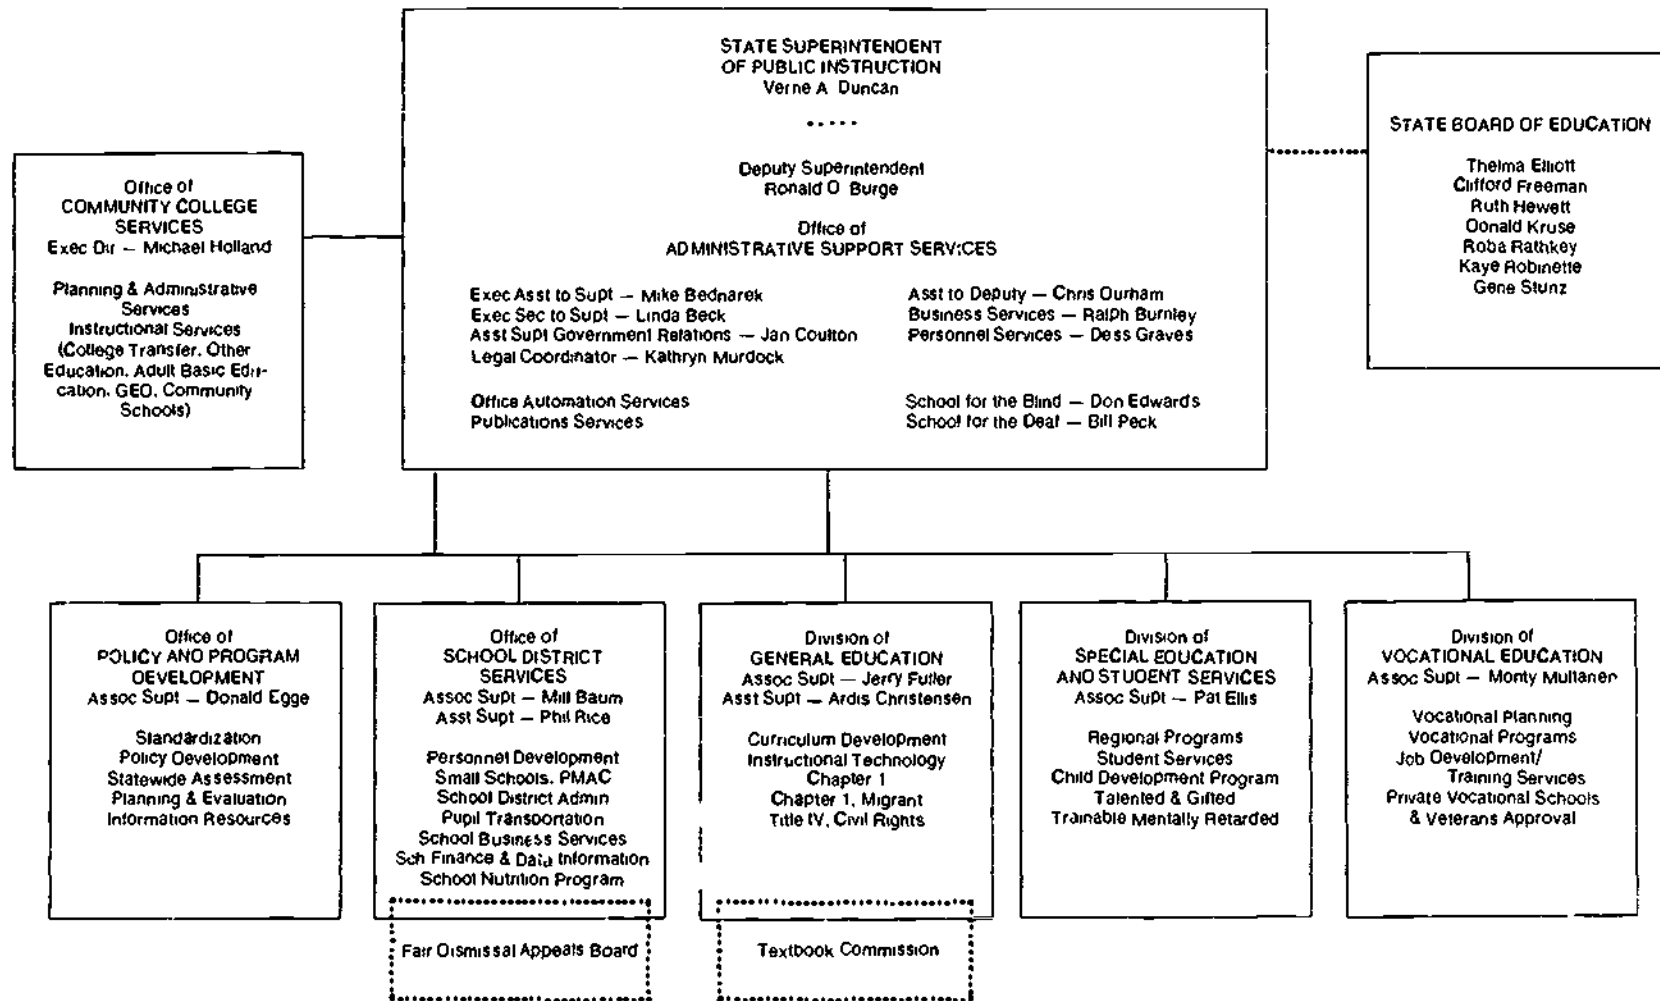 STATE SUPERINTENDENT
OF PUBLIC INSTRUCTION
Verne A Duncan
.....
Deputy Superintendent
Ronald O Burge
Office of
ADMINISTRATIVE SUPPORT SERVICES
Exec Asst to Supt — Mike Bednarek
Exec Sec to Supt — Linda Beck
Asst Supt Government Relations — Jan Coulton
Legal Coordinator — Kathryn Murdock
Office Automation Services
Publications Services
Asst to Deputy — Chris Durham
Business Services — Ralph Burnley
Personnel Services — Dess Graves
School for the Blind — Don Edwards
School for the Deaf — Bill Peck
Office of
COMMUNITY COLLEGE
SERVICES
Exec Dir — Michael Holland
Planning & Administrative
Services
Instructional Services
(College Transfer, Other
Education, Adult Basic Edu-
cation, GED, Community
Schools)
STATE BOARD OF EDUCATION
Thelma Elliott
Clifford Freeman
Ruth Hewett
Donald Kruse
Roba Rathkey
Kaye Robinette
Gene Stunz
Office of
POLICY AND PROGRAM
DEVELOPMENT
Assoc Supt — Donald Egge
Standardization
Policy Development
Statewide Assessment
Planning & Evaluation
Information Resources
Office of
SCHOOL DISTRICT
SERVICES
Assoc Supt — Milt Baum
Asst Supt — Phil Rice
Personnel Development
Small Schools, PMAC
School District Admin
Pupil Transportation
School Business Services
Sch Finance & Data Information
School Nutrition Program
Fair Dismissal Appeals Board
Division of
GENERAL EDUCATION
Assoc Supt — Jerry Fuller
Asst Supt — Ardis Christensen
Curriculum Development
Instructional Technology
Chapter 1
Chapter 1, Migrant
Title IV, Civil Rights
Textbook Commission
Division of
SPECIAL EDUCATION
AND STUDENT SERVICES
Assoc Supt — Pat Ellis
Regional Programs
Student Services
Child Development Program
Talented & Gifted
Trainable Mentally Retarded
Division of
VOCATIONAL EDUCATION
Assoc Supt — Monty Multanen
Vocational Planning
Vocational Programs
Job Development/
Training Services
Private Vocational Schools
& Veterans Approval